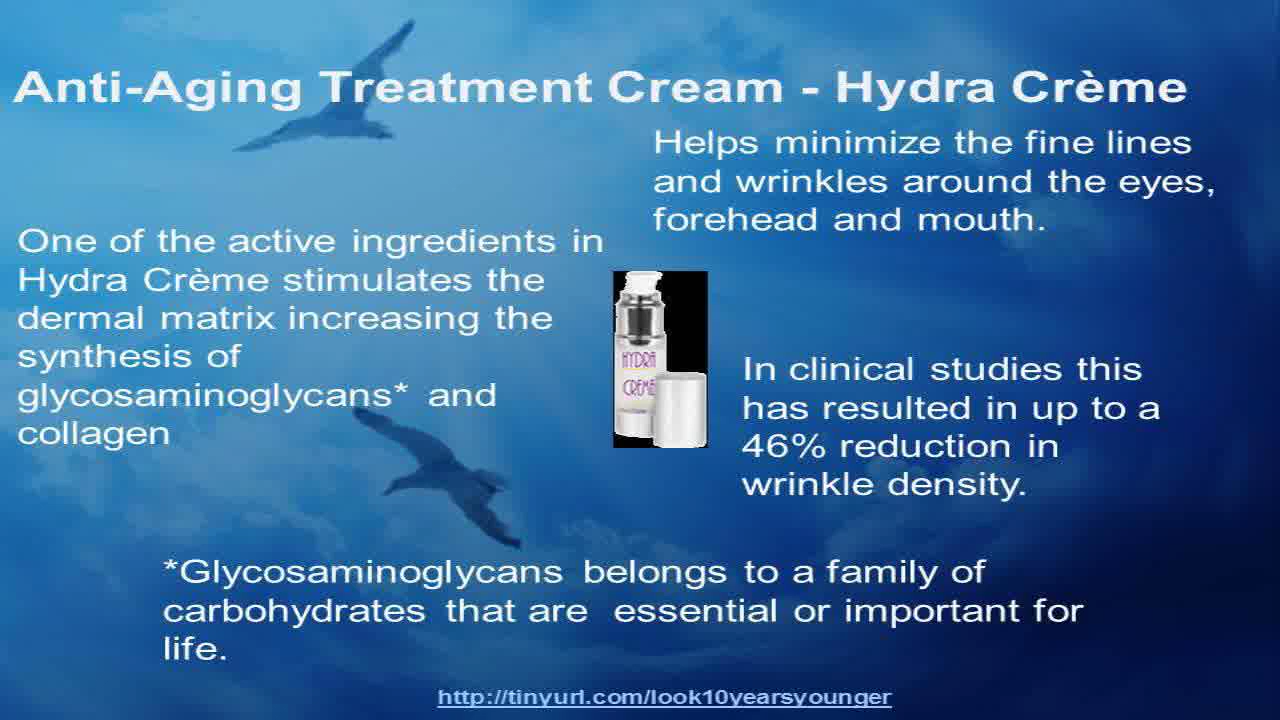 Anti-Aging Treatment Cream - Hydra Crème
Helps minimize the fine lines
and wrinkles around the eyes,
forehead and mouth.
One of the active ingredients in
Hydra Crème stimulates the
dermal matrix increasing the
synthesis of
glycosaminoglycans* and
collagen
HYDRA
CREME
In clinical studies this
has resulted in up to a
46% reduction in
wrinkle density.
*Glycosaminoglycans belongs to a family of
carbohydrates that are essential or important for
life.
http://tinyurl.com/look10yearsyounger